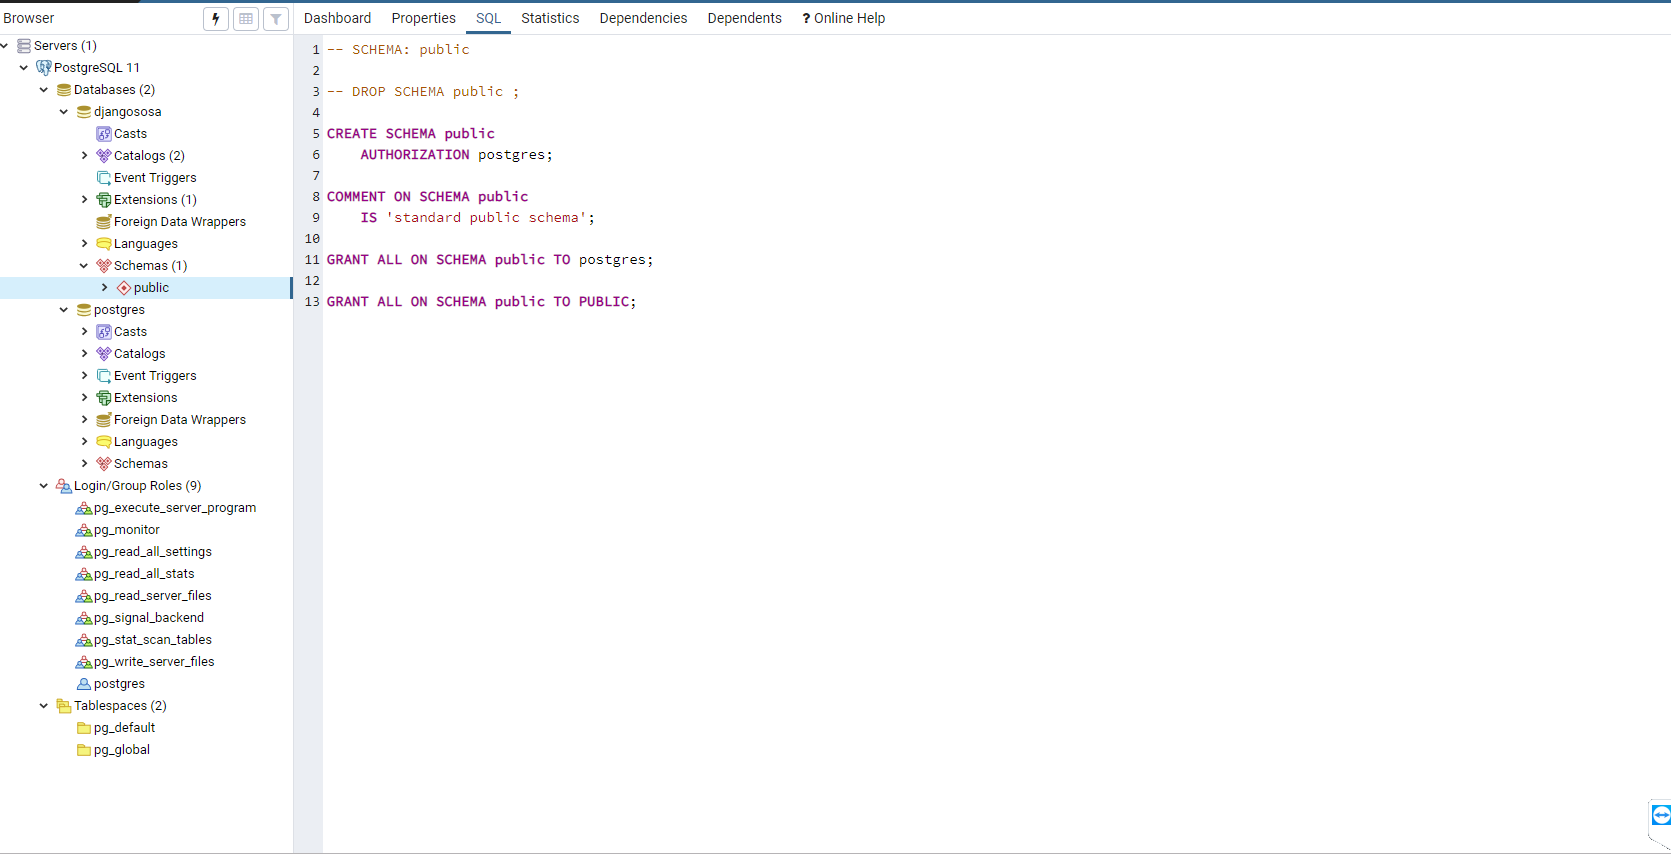 Browser
Dashboard Properties SQL Statistics Dependencies Dependents ? Online Help
Servers (1)
PostgreSQL 11
Databases (2)
djangososa
Casts
Catalogs (2)
Event Triggers
Extensions (1)
Foreign Data Wrappers
Languages
Schemas (1)
public
postgres
Casts
Catalogs
Event Triggers
Extensions
Foreign Data Wrappers
Languages
Schemas
Login/Group Roles (9)
pg_execute_server_program
pg_monitor
pg_read_all_settings
pg_read_all_stats
pg_read_server_files
pg_signal_backend
pg_stat_scan_tables
pg_write_server_files
postgres
Tablespaces (2)
pg_default
pg_global
1 -- SCHEMA: public
2
3 -- DROP SCHEMA public ;
4
5 CREATE SCHEMA public
6     AUTHORIZATION postgres;
7
8 COMMENT ON SCHEMA public
9     IS 'standard public schema';
10
11 GRANT ALL ON SCHEMA public TO postgres;
12
13 GRANT ALL ON SCHEMA public TO PUBLIC;